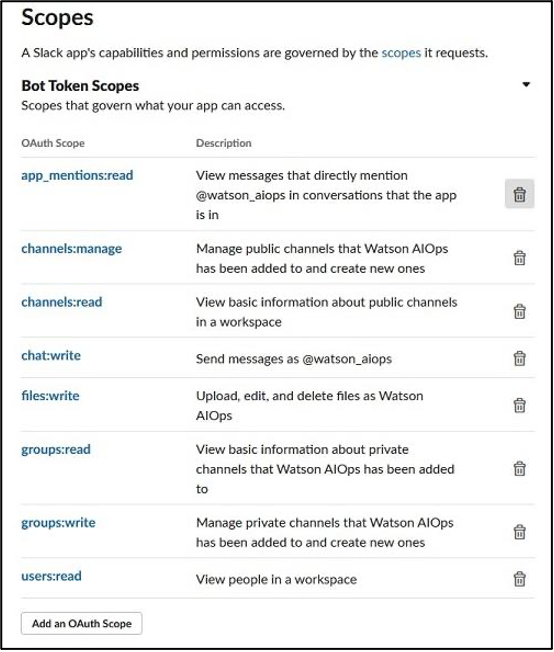 Scopes
A Slack app's capabilities and permissions are governed by the scopes it requests.
Bot Token Scopes
Scopes that govern what your app can access.
OAuth Scope Description
app_mentions:read View messages that directly mention
@watson_aiops in conversations that the app
is in
channels:manage Manage public channels that Watson AIOps
has been added to and create new ones
channels:read View basic information about public channels
in a workspace
chat:write Send messages as @watson_aiops
files:write Upload, edit, and delete files as Watson
AIOps
groups:read View basic information about private
channels that Watson AIOps has been added
to
groups:write Manage private channels that Watson AIOps
has been added to and create new ones
users:read View people in a workspace
Add an OAuth Scope